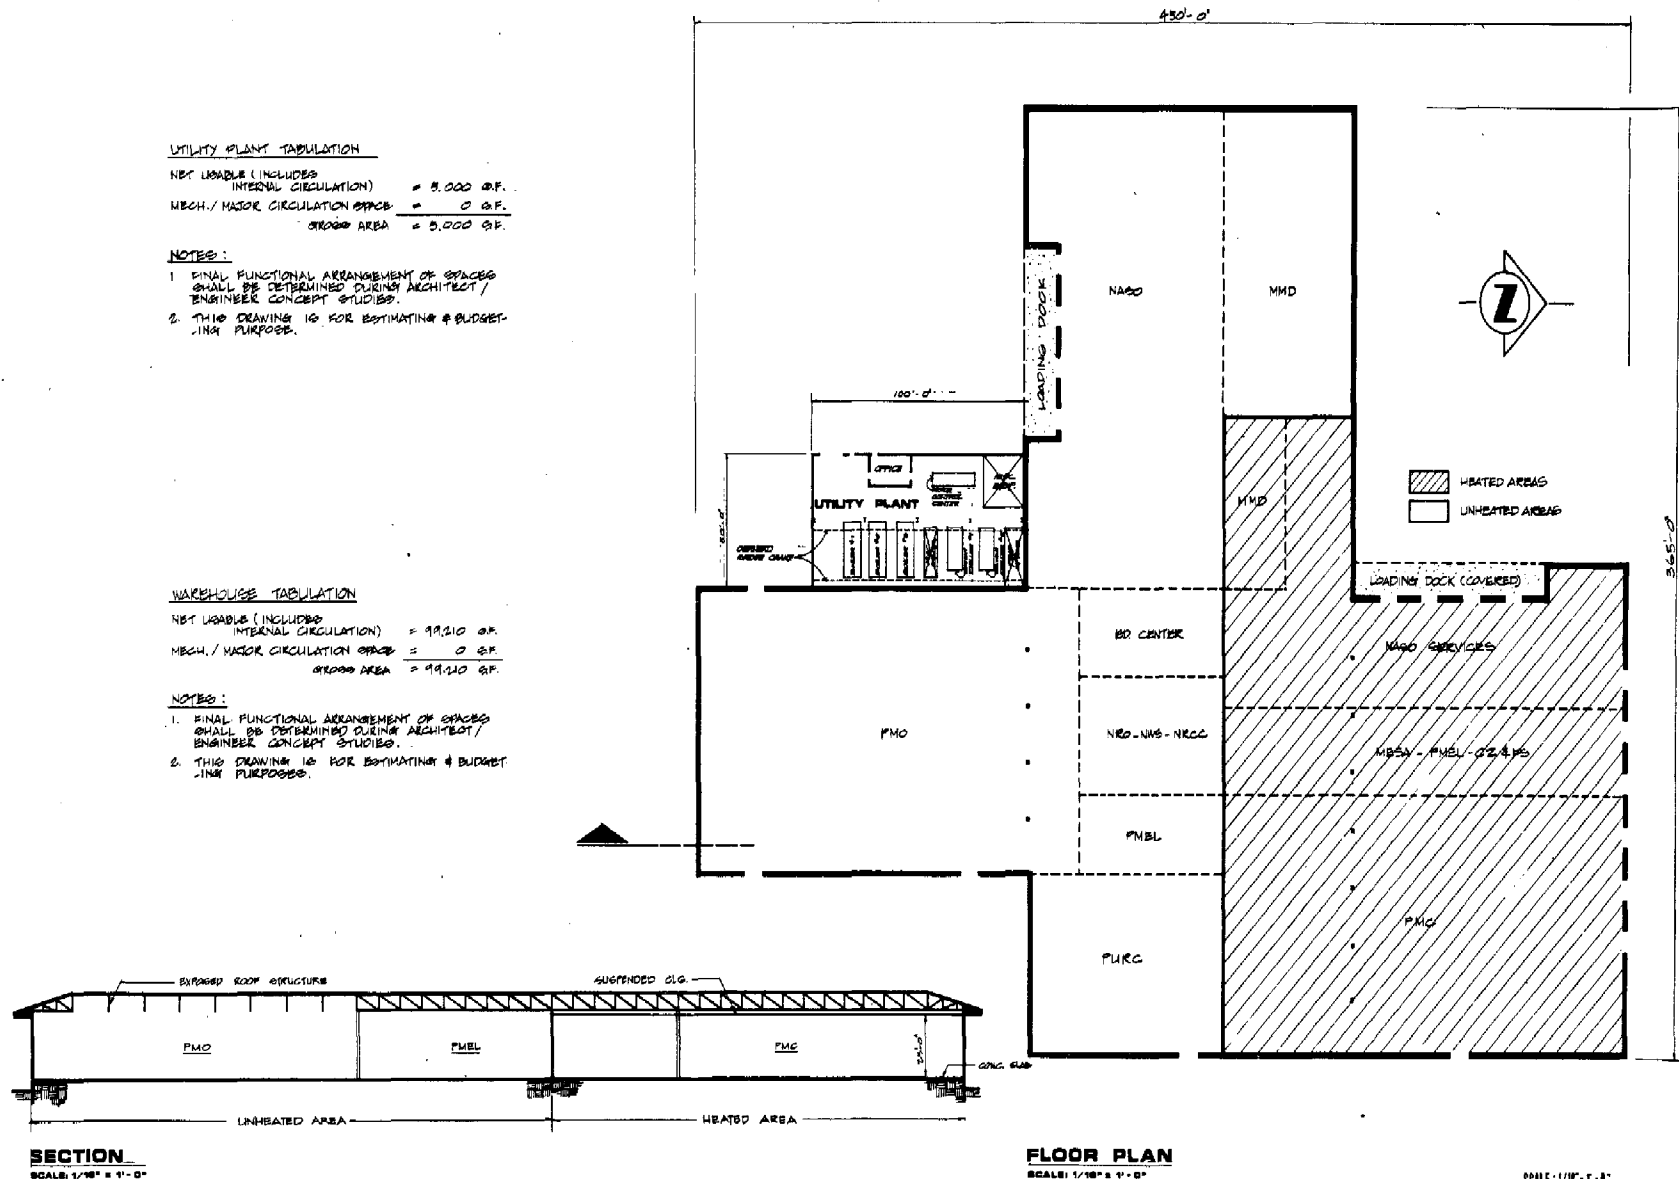 450'-0"
UTILITY PLANT TABULATION
NET USABLE (INCLUDES
INTERNAL CIRCULATION) = 5,000 S.F.
MECH./MAJOR CIRCULATION SPACE = 0 S.F.
GROSS AREA = 5,000 S.F.
NOTES:
1 FINAL FUNCTIONAL ARRANGEMENT OF SPACES
SHALL BE DETERMINED DURING ARCHITECT/
ENGINEER CONCEPT STUDIES.
2. THIS DRAWING IS FOR ESTIMATING & BUDGET-
-ING PURPOSE.
WAREHOUSE TABULATION
NET USABLE (INCLUDES
INTERNAL CIRCULATION) = 99,210 S.F.
MECH./MAJOR CIRCULATION SPACE = 0 S.F.
GROSS AREA = 99,210 S.F.
NOTES:
1. FINAL FUNCTIONAL ARRANGEMENT OF SPACES
SHALL BE DETERMINED DURING ARCHITECT/
ENGINEER CONCEPT STUDIES.
2. THIS DRAWING IS FOR ESTIMATING & BUDGET
-ING PURPOSES.
NASO
MMD
LOADING DOCK
Z
100'-0"
OFFICE
UTILITY PLANT
CENTER
MMD
HEATED AREAS
UNHEATED AREAS
365'-0"
LOADING DOCK (COVERED)
ED. CENTER
NASO SERVICES
PMO
NRO-NWS-NRCC
PMEL
PMC
PURC
EXPOSED ROOF STRUCTURE
SUSPENDED CLG.
PMO
PMEL
PMC
CONC. SLAB
UNHEATED AREA
HEATED AREA
SECTION
SCALE: 1/16" = 1'-0"
FLOOR PLAN
SCALE: 1/16" = 1'-0"